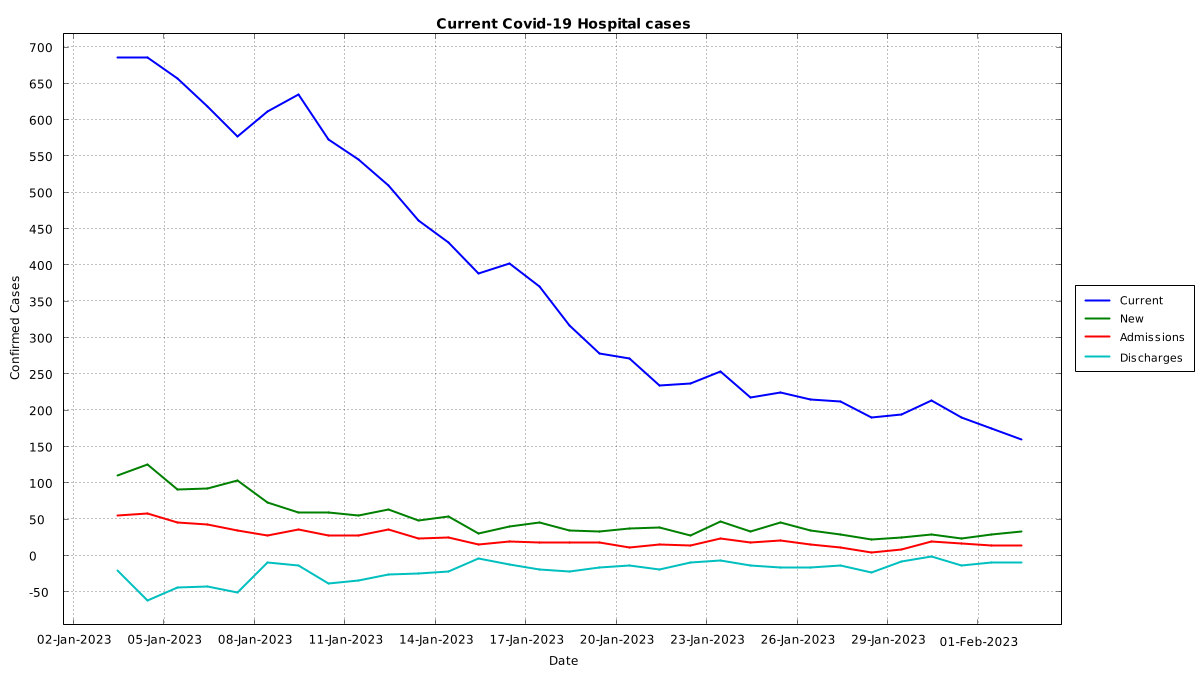 Current Covid-19 Hospital cases
700
650
600
550
500
450
400
350
300
250
200
150
100
50
0
-50
Confirmed Cases
02-Jan-2023 05-Jan-2023 08-Jan-2023 11-Jan-2023 14-Jan-2023 17-Jan-2023 20-Jan-2023 23-Jan-2023 26-Jan-2023 29-Jan-2023 01-Feb-2023
Date
Current
New
Admissions
Discharges